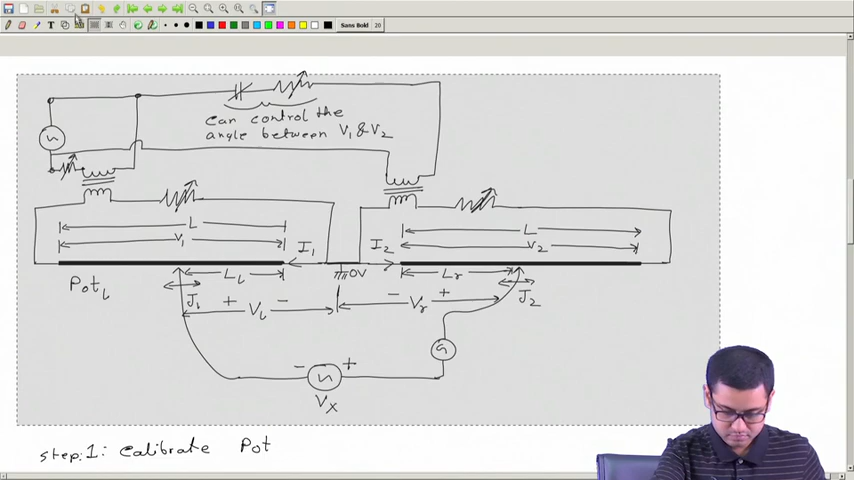 Sans Bold 20
can control the
angle between V1 & V2
L
V1
I1
I2
L
V2
0V
Ll
Lr
Potl
J1
J2
+ Vl -
- Vr +
G
- +
Vx
step:1: Calibrate Pot